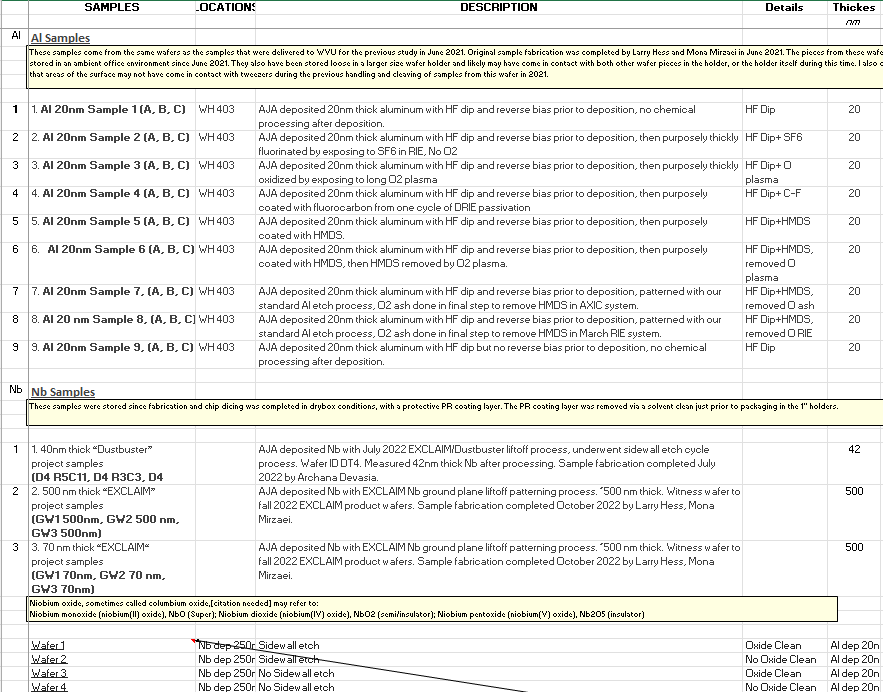 SAMPLES LOCATIONS DESCRIPTION Details Thickes
nm
Al Al Samples
These samples come from the same wafers as the samples that were delivered to WVU for the previous study in June 2021. Original sample fabrication was completed by Larry Hess and Mona Mirzaei in June 2021. The pieces from these wafe
stored in an ambient office environment since June 2021. They also have been stored loose in a larger size wafer holder and likely may have come in contact with both other wafer pieces in the holder, or the holder itself during this time. I also c
that areas of the surface may not have come in contact with tweezers during the previous handling and cleaving of samples from this wafer in 2021.
1 1. Al 20nm Sample 1 (A, B, C) WH403 AJA deposited 20nm thick aluminum with HF dip and reverse bias prior to deposition, no chemical HF Dip 20
processing after deposition.
2 2. Al 20nm Sample 2 (A, B, C) WH403 AJA deposited 20nm thick aluminum with HF dip and reverse bias prior to deposition, then purposely thickly HF Dip+ SF6 20
fluorinated by exposing to SF6 in RIE, No O2
3 3. Al 20nm Sample 3 (A, B, C) WH403 AJA deposited 20nm thick aluminum with HF dip and reverse bias prior to deposition, then purposely thickly HF Dip+ O 20
oxidized by exposing to long O2 plasma plasma
4 4. Al 20nm Sample 4 (A, B, C) WH403 AJA deposited 20nm thick aluminum with HF dip and reverse bias prior to deposition, then purposely HF Dip+ C-F 20
coated with fluorocarbon from one cycle of DRIE passivation
5 5. Al 20nm Sample 5 (A, B, C) WH403 AJA deposited 20nm thick aluminum with HF dip and reverse bias prior to deposition, then purposely HF Dip+HMDS 20
coated with HMDS.
6 6. Al 20nm Sample 6 (A, B, C) WH403 AJA deposited 20nm thick aluminum with HF dip and reverse bias prior to deposition, then purposely HF Dip+HMDS, 20
coated with HMDS, then HMDS removed by O2 plasma. removed O
plasma
7 7. Al 20nm Sample 7, (A, B, C) WH403 AJA deposited 20nm thick aluminum with HF dip and reverse bias prior to deposition, patterned with our HF Dip+HMDS, 20
standard Al etch process, O2 ash done in final step to remove HMDS in AXIC system. removed O ash
8 8. Al 20 nm Sample 8, (A, B, C) WH403 AJA deposited 20nm thick aluminum with HF dip and reverse bias prior to deposition, patterned with our HF Dip+HMDS, 20
standard Al etch process, O2 ash done in final step to remove HMDS in March RIE system. removed O RIE
9 9. Al 20nm Sample 9, (A, B, C) WH403 AJA deposited 20nm thick aluminum with HF dip but no reverse bias prior to deposition, no chemical HF Dip 20
processing after deposition.
Nb Nb Samples
These samples were stored since fabrication and chip dicing was completed in drybox conditions, with a protective PR coating layer. The PR coating layer was removed via a solvent clean just prior to packaging in the 1" holders.
1 1. 40nm thick “Dustbuster” AJA deposited Nb with July 2022 EXCLAIM/Dustbuster liftoff process, underwent sidewall etch cycle 42
project samples process. Wafer ID DT4. Measured 42nm thick Nb after processing. Sample fabrication completed July
(D4 R5C11, D4 R3C3, D4 2022 by Archana Devasia.
2 2. 500 nm thick “EXCLAIM” AJA deposited Nb with EXCLAIM Nb ground plane liftoff patterning process. ~500 nm thick. Witness wafer to 500
project samples fall 2022 EXCLAIM product wafers. Sample fabrication completed October 2022 by Larry Hess, Mona
(GW1 500nm, GW2 500 nm, Mirzaei.
GW3 500nm)
3 3. 70 nm thick “EXCLAIM“ AJA deposited Nb with EXCLAIM Nb ground plane liftoff patterning process. ~500 nm thick. Witness wafer to 500
project samples fall 2022 EXCLAIM product wafers. Sample fabrication completed October 2022 by Larry Hess, Mona
(GW1 70nm, GW2 70 nm, Mirzaei.
GW3 70nm)
Niobium oxide, sometimes called columbium oxide,[citation needed] may refer to:
Niobium monoxide (niobium(II) oxide), NbO (Super); Niobium dioxide (niobium(IV) oxide), NbO2 (semi/insulator); Niobium pentoxide (niobium(V) oxide), Nb2O5 (insulator)
Wafer 1 Nb dep 250n Sidewall etch Oxide Clean Al dep 20n
Wafer 2 Nb dep 250n Sidewall etch No Oxide Clean Al dep 20n
Wafer 3 Nb dep 250n No Sidewall etch Oxide Clean Al dep 20n
Wafer 4 Nb dep 250n No Sidewall etch No Oxide Clean Al dep 20n